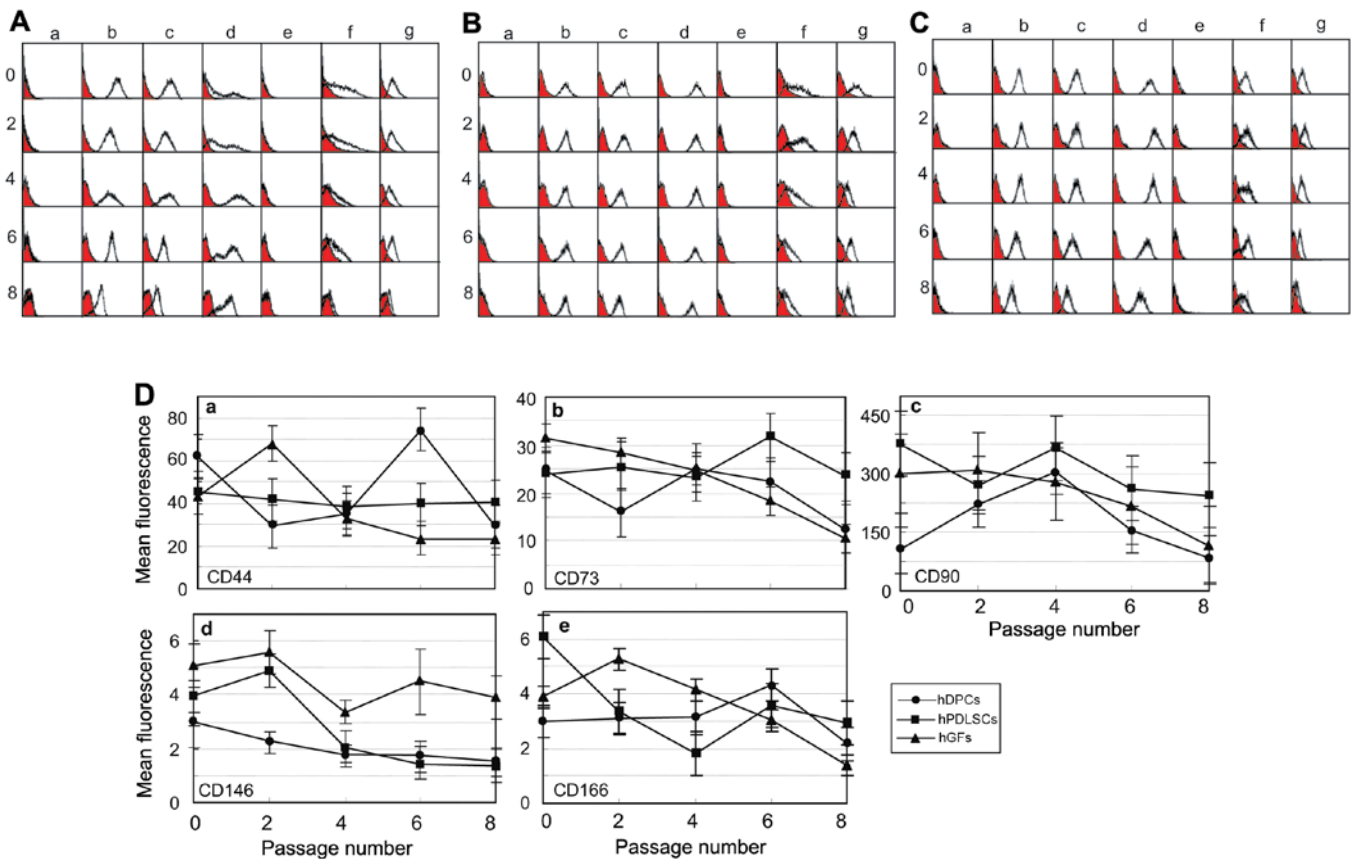 A
a b c d e f g
0
2
4
6
8
B
a b c d e f g
0
2
4
6
8
C
a b c d e f g
0
2
4
6
8
D
Mean fluorescence
a
80
60
40
20
0
CD44
b
40
30
20
10
0
CD73
c
450
300
150
0
CD90
0 2 4 6 8
Passage number
Mean fluorescence
d
6
4
2
0
CD146
0 2 4 6 8
Passage number
e
6
4
2
0
CD166
0 2 4 6 8
Passage number
hDPCs
hPDLSCs
hGFs